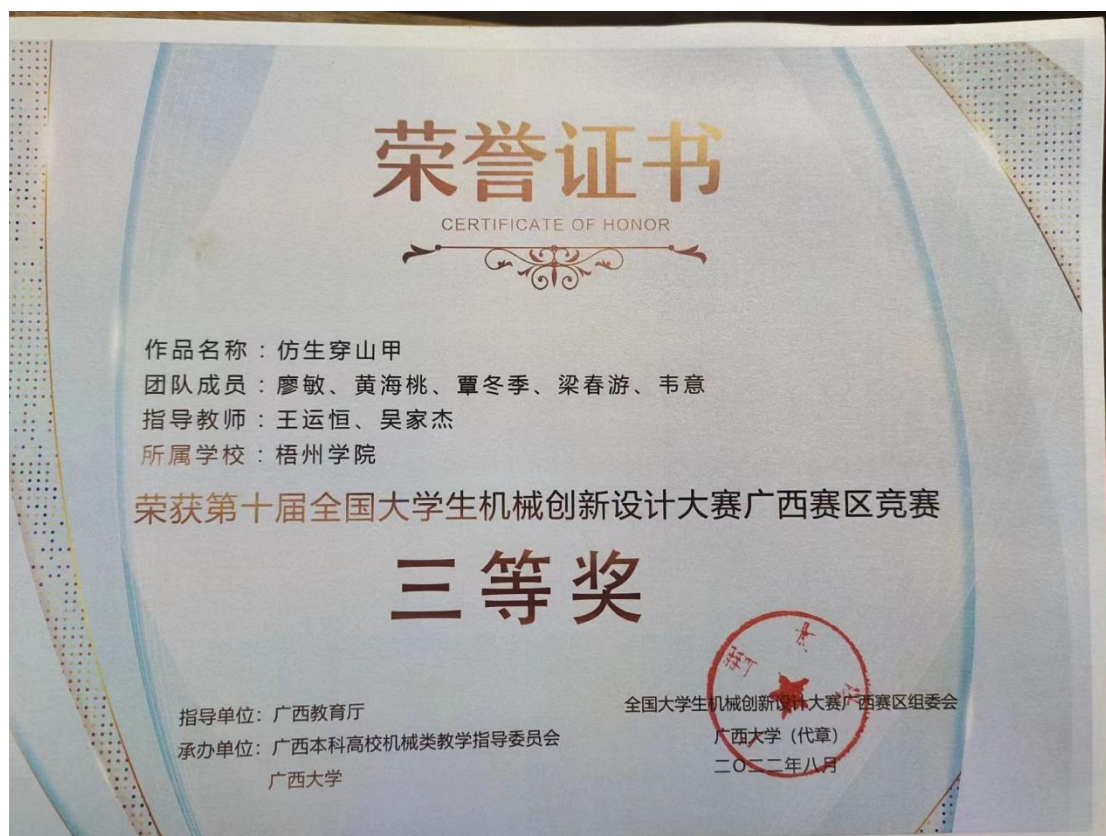 荣誉证书
CERTIFICATE OF HONOR
作品名称：仿生穿山甲
团队成员：廖敏、黄海桃、覃冬季、梁春游、韦意
指导教师：王运恒、吴家杰
所属学校：梧州学院
荣获第十届全国大学生机械创新设计大赛广西赛区竞赛
三等奖
指导单位：广西教育厅
承办单位：广西本科高校机械类教学指导委员会
广西大学
全国大学生机械创新设计大赛广西赛区组委会
广西大学（代章）
二〇二二年八月